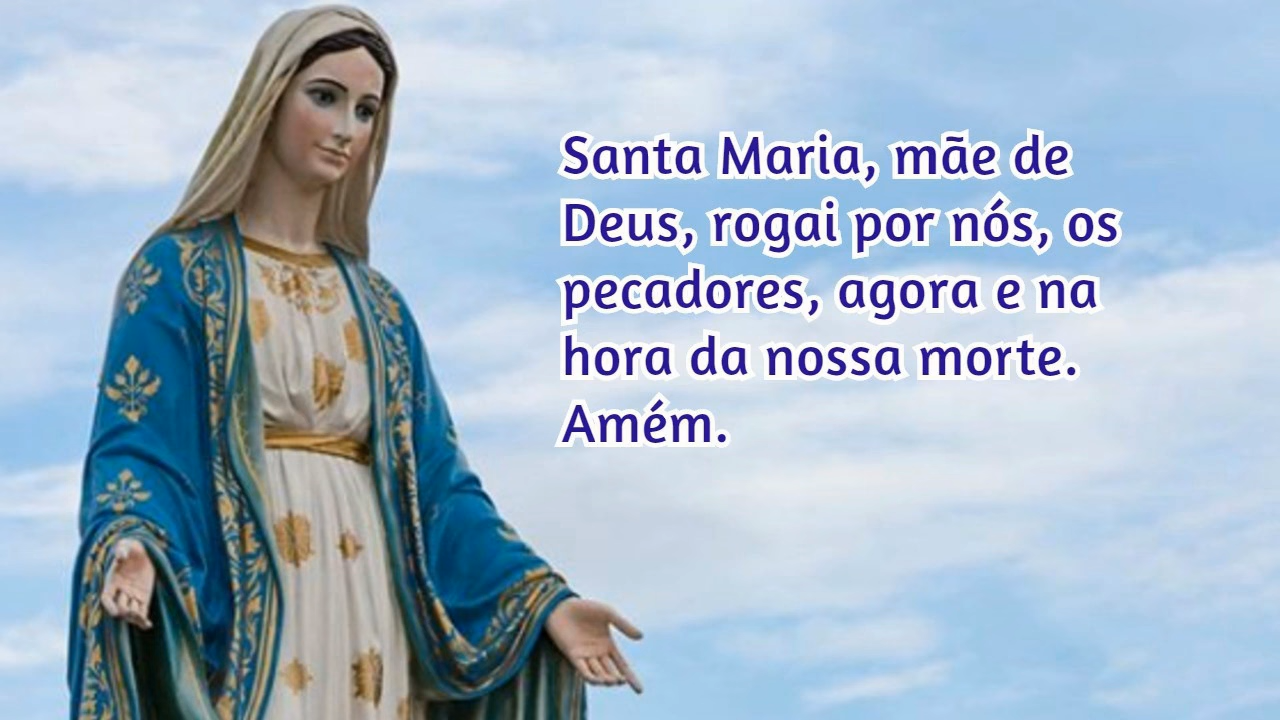 Santa Maria, mãe de
Deus, rogai por nós, os
pecadores, agora e na
hora da nossa morte.
Amém.